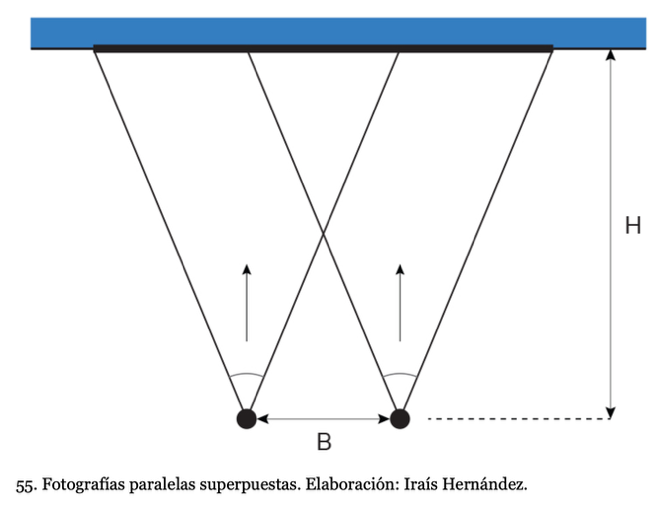 H
B
55. Fotografías paralelas superpuestas. Elaboración: Iraís Hernández.